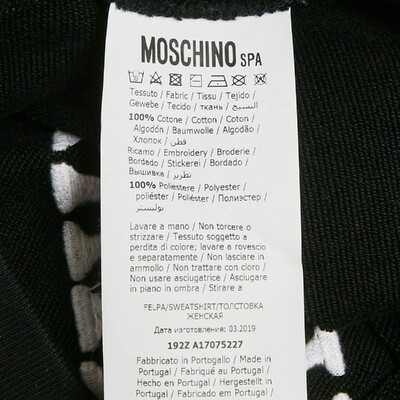 MOSCHINO SPA
Tessuto / Fabric / Tissu / Tejido /
Gewebe / Tecido / ткань / النسيج
100% Cotone / Cotton / Coton /
Algodón / Baumwolle / Algodão /
Хлопок / قطن
Ricamo / Embroidery / Broderie /
Bordado / Stickerei / Bordado /
Вышивка / تطريز
100% Poliestere / Polyester /
poliéster / Poliéster / Полиэстер /
بوليستر
Lavare a mano / Non torcere o
strizzare / Tessuto soggetto a
perdita di colore; lavare a rovescio
e separatamente / Non lasciare in
ammollo / Non trattare con cloro /
Non usare asciugatrice / Asciugare
in piano in ombra / Stirare a
FELPA/SWEATSHIRT/ТОЛСТОВКА
ЖЕНСКАЯ
Дата изготовления: 03.2019
192Z A17075227
Fabbricato in Portogallo / Made in
Portugal / Fabriqué au Portugal /
Hecho en Portugal / Hergestellt in
Portugal / Fabricado em Portugal /